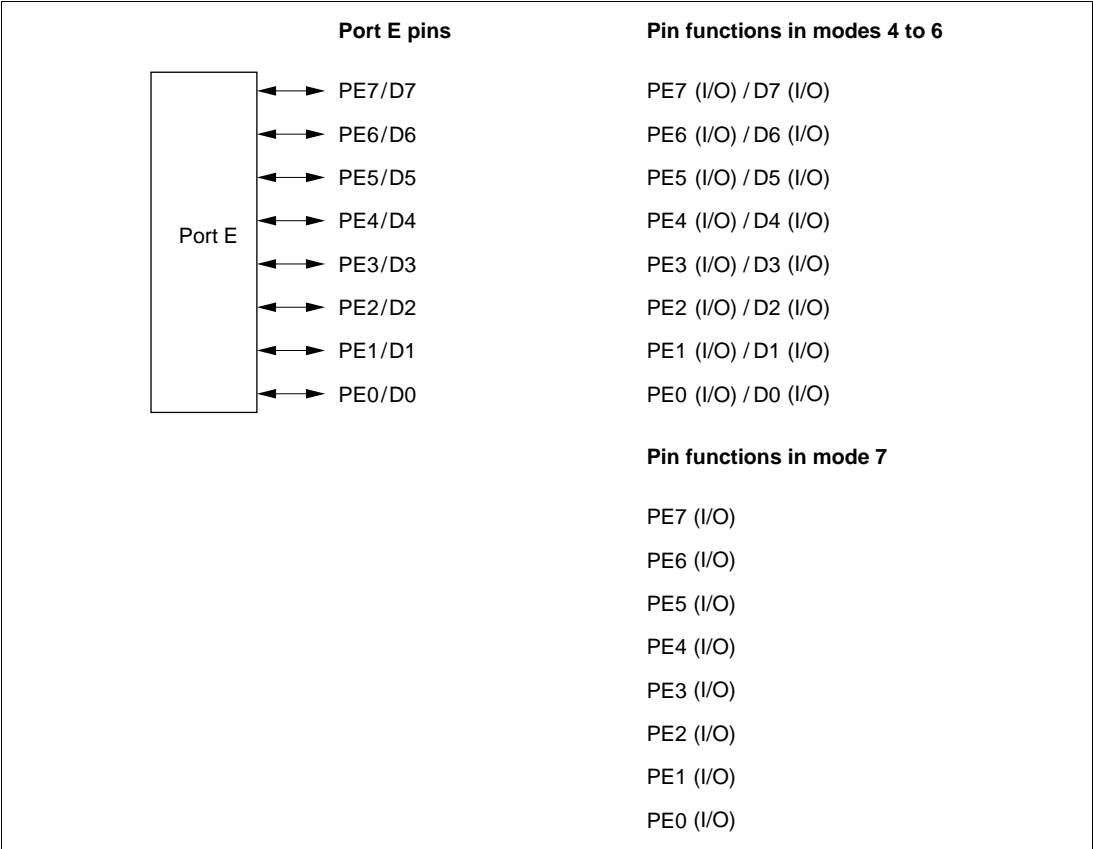 Port E pins Pin functions in modes 4 to 6
PE7/D7 PE7 (I/O) / D7 (I/O)
PE6/D6 PE6 (I/O) / D6 (I/O)
PE5/D5 PE5 (I/O) / D5 (I/O)
PE4/D4 PE4 (I/O) / D4 (I/O)
Port E
PE3/D3 PE3 (I/O) / D3 (I/O)
PE2/D2 PE2 (I/O) / D2 (I/O)
PE1/D1 PE1 (I/O) / D1 (I/O)
PE0/D0 PE0 (I/O) / D0 (I/O)
Pin functions in mode 7
PE7 (I/O)
PE6 (I/O)
PE5 (I/O)
PE4 (I/O)
PE3 (I/O)
PE2 (I/O)
PE1 (I/O)
PE0 (I/O)